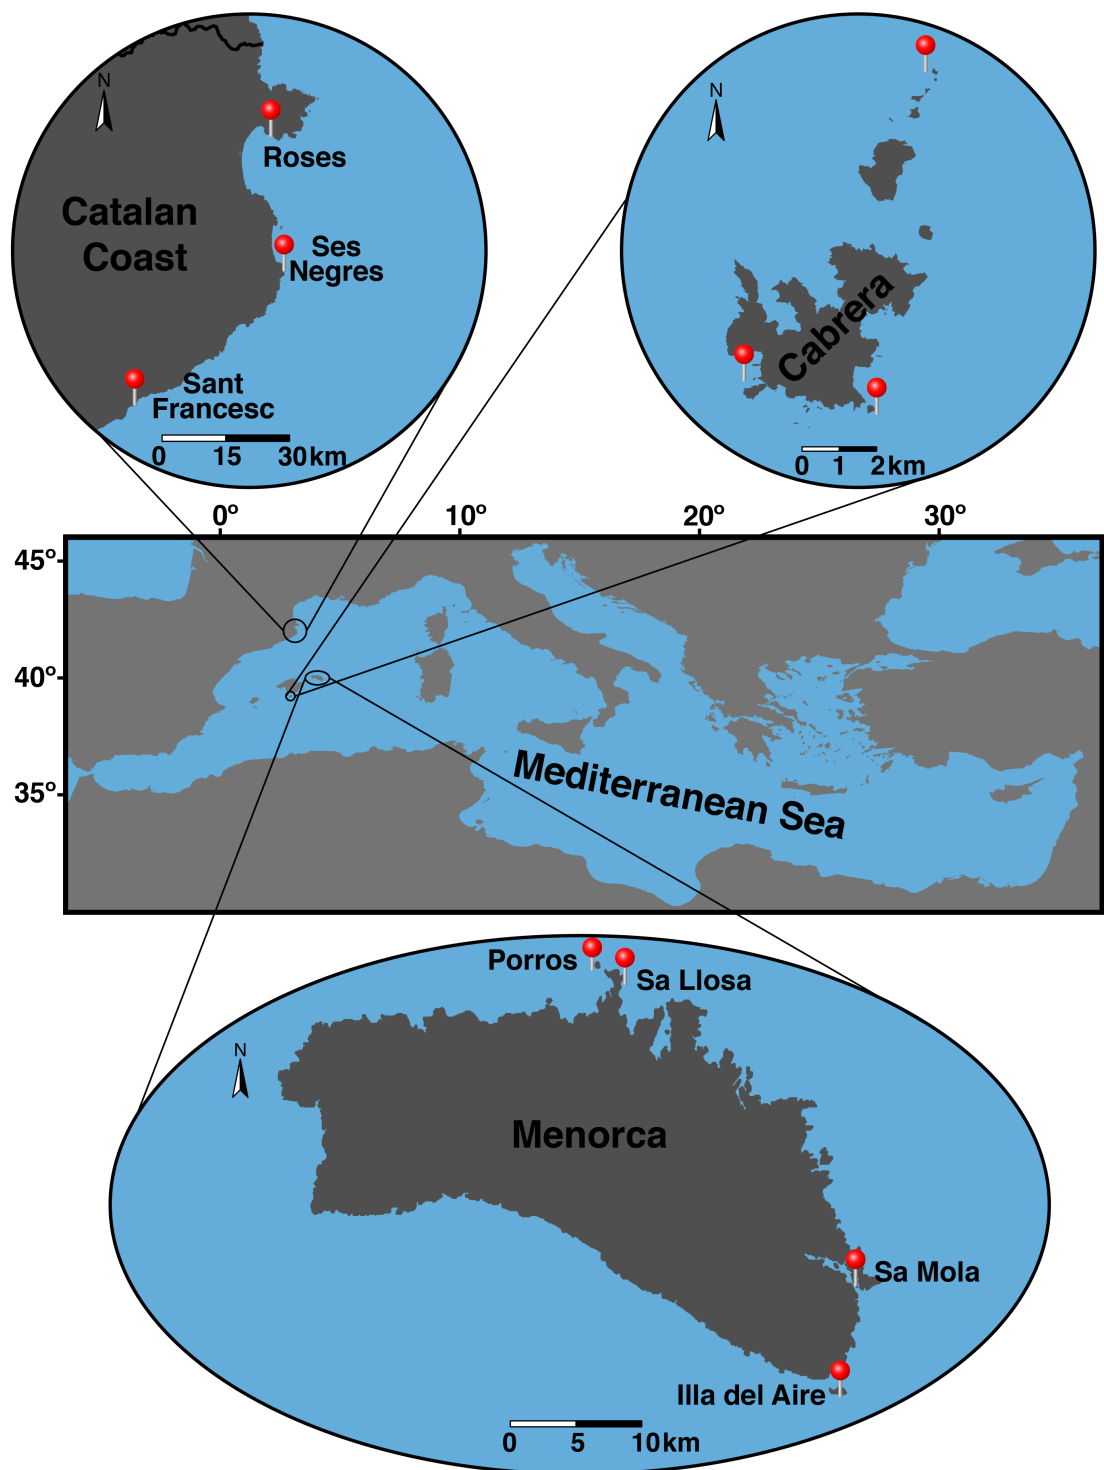 N
Roses
Catalan
Coast
Ses
Negres
Sant
Francesc
0 15 30km
N
Cabrera
0 1 2km
0º 10º 20º 30º
45º
40º
35º
Mediterranean Sea
Porros
Sa Llosa
N
Menorca
Sa Mola
Illa del Aire
0 5 10km